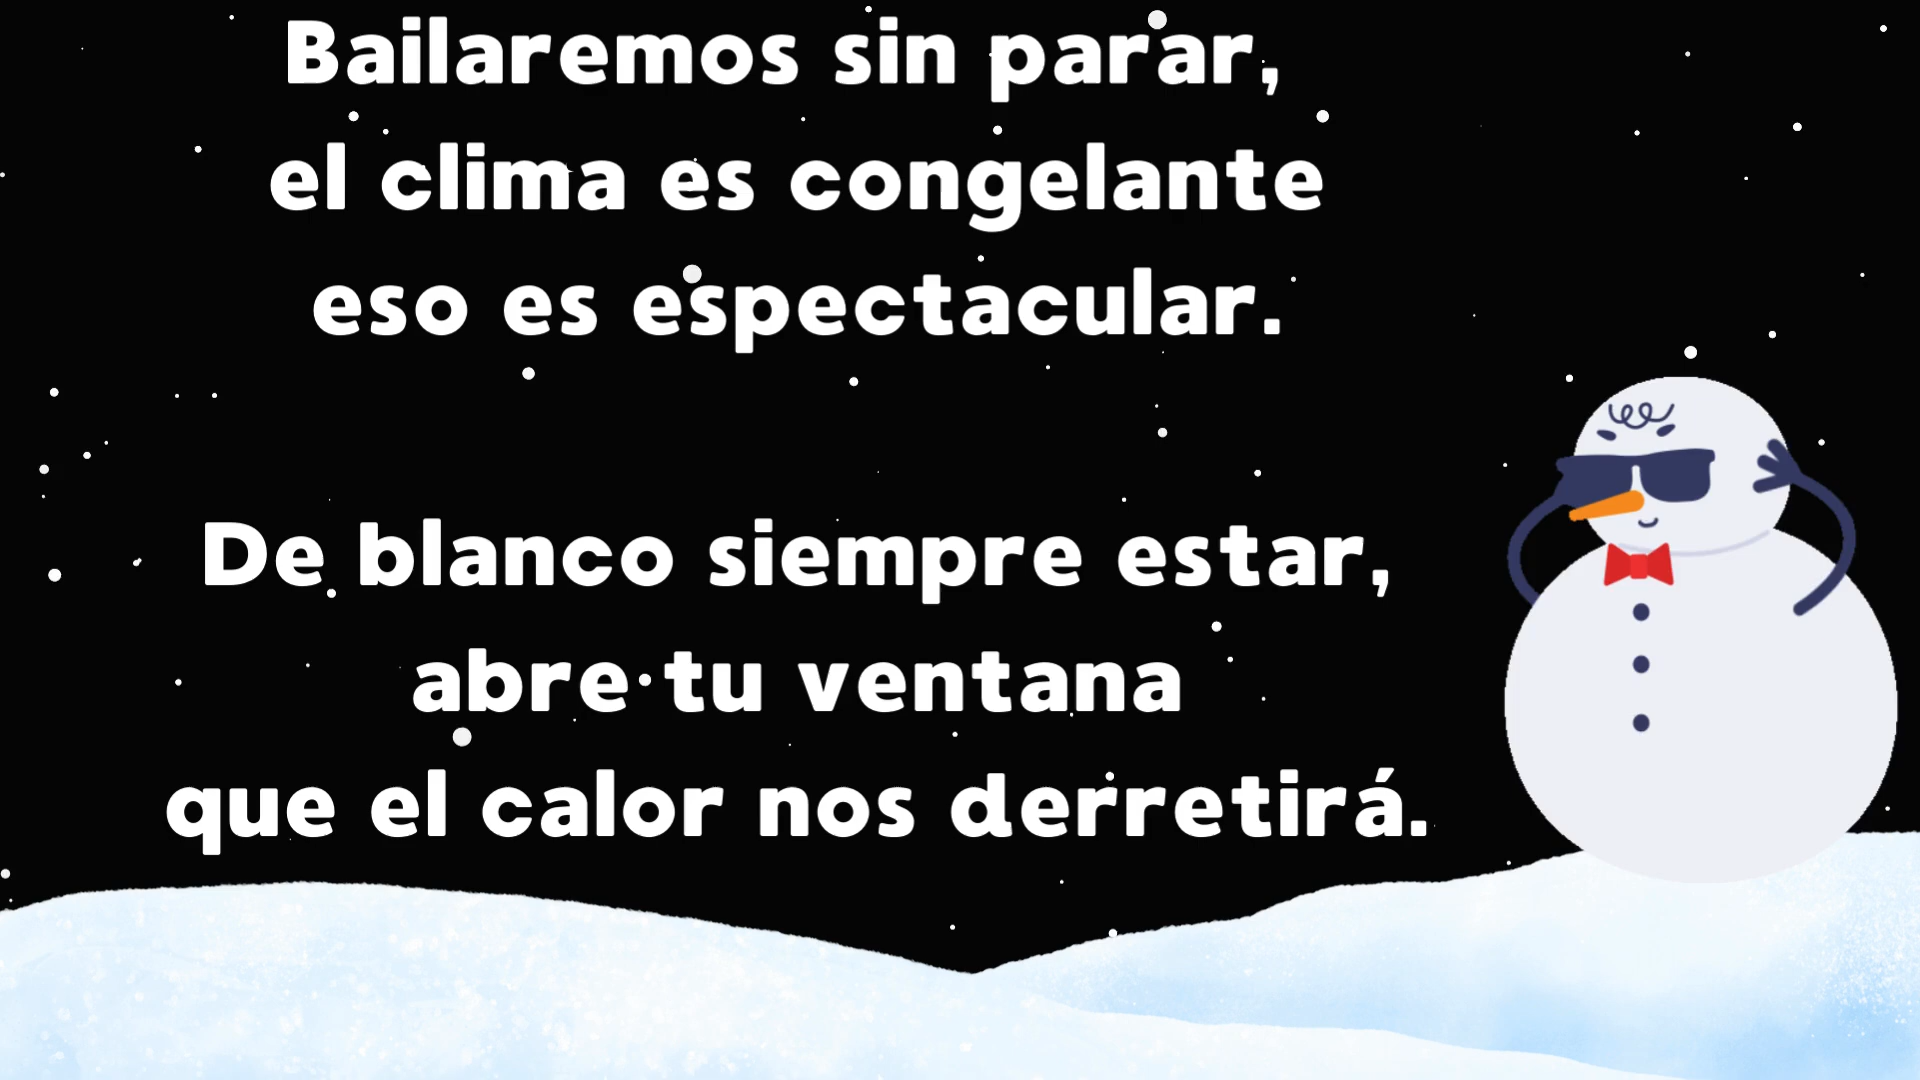 Bailaremos sin parar,
el clima es congelante
eso es espectacular.
De blanco siempre estar,
abre tu ventana
que el calor nos derretirá.